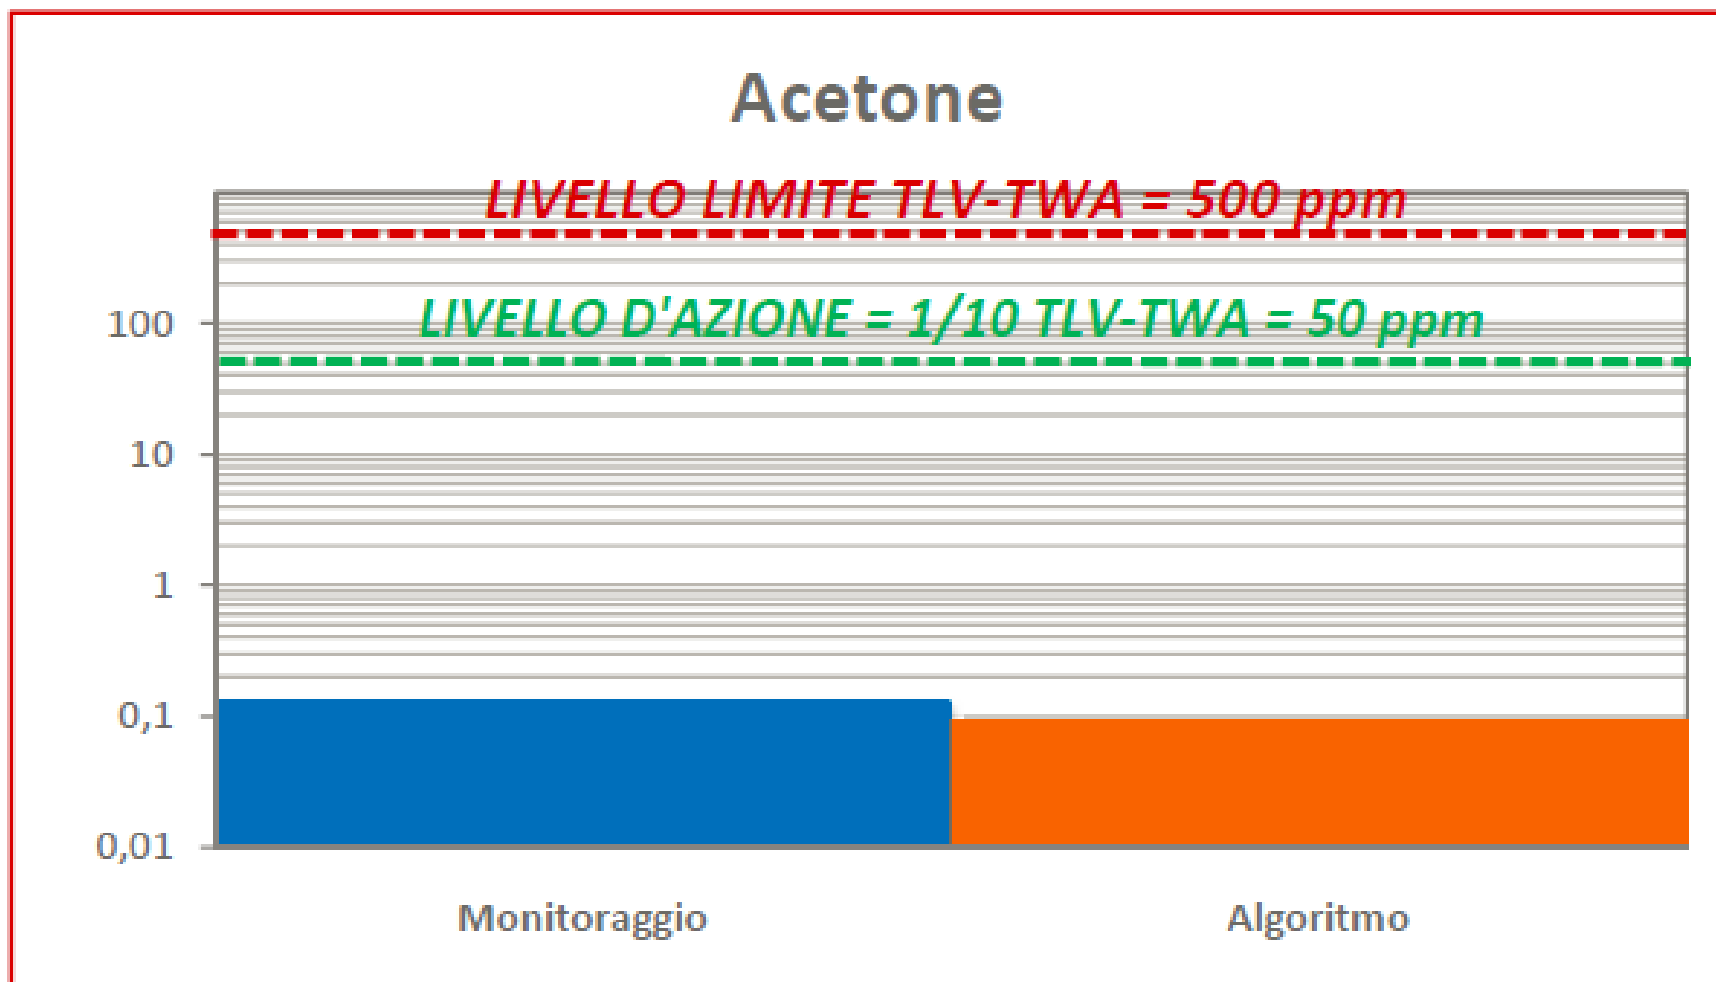 Acetone
LIVELLO LIMITE TLV-TWA = 500 ppm
100
LIVELLO D'AZIONE = 1/10 TLV-TWA = 50 ppm
10
1
0,1
0,01
Monitoraggio
Algoritmo